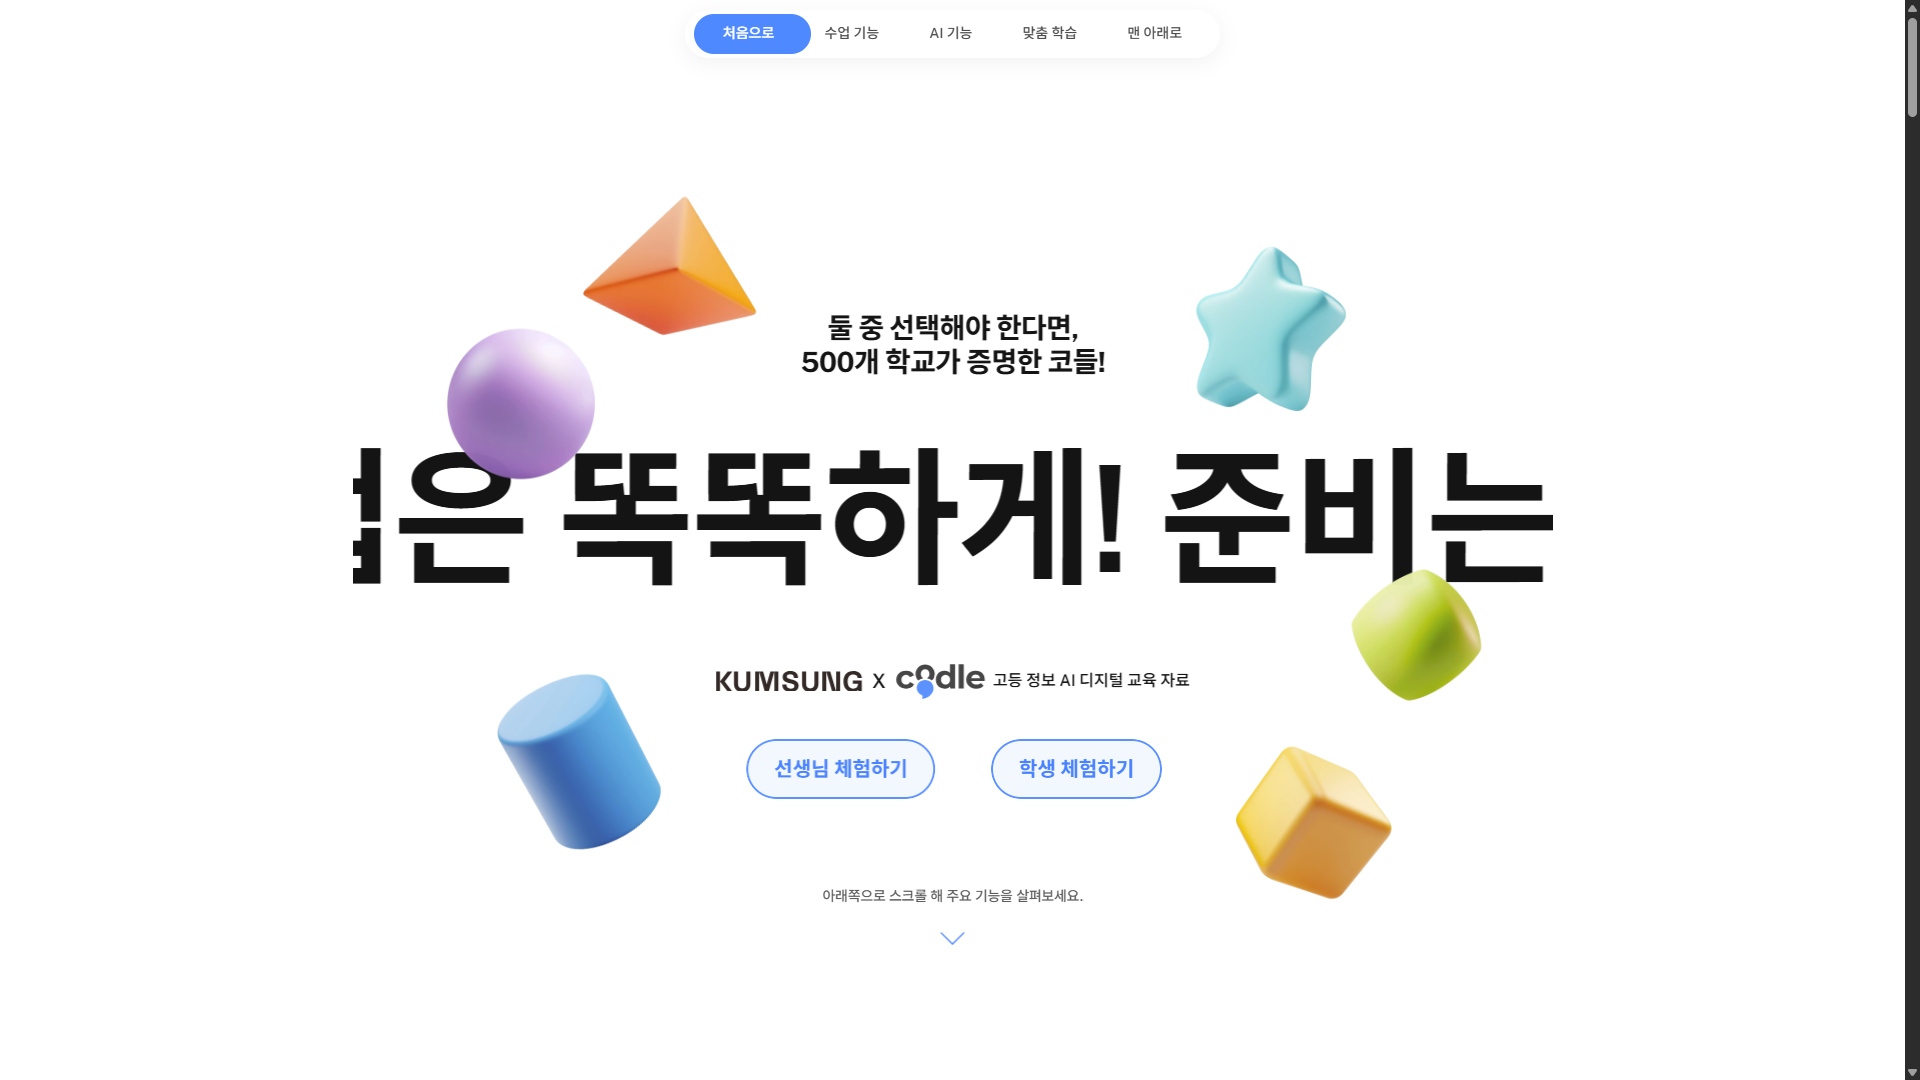 처음으로
수업 기능
AI 기능
맞춤 학습
맨 아래로
둘 중 선택해야 한다면,
500개 학교가 증명한 코들!
은 똑똑하게! 준비는
KUMSUNG X codle 고등 정보 AI 디지털 교육 자료
선생님 체험하기
학생 체험하기
아래쪽으로 스크롤 해 주요 기능을 살펴보세요.